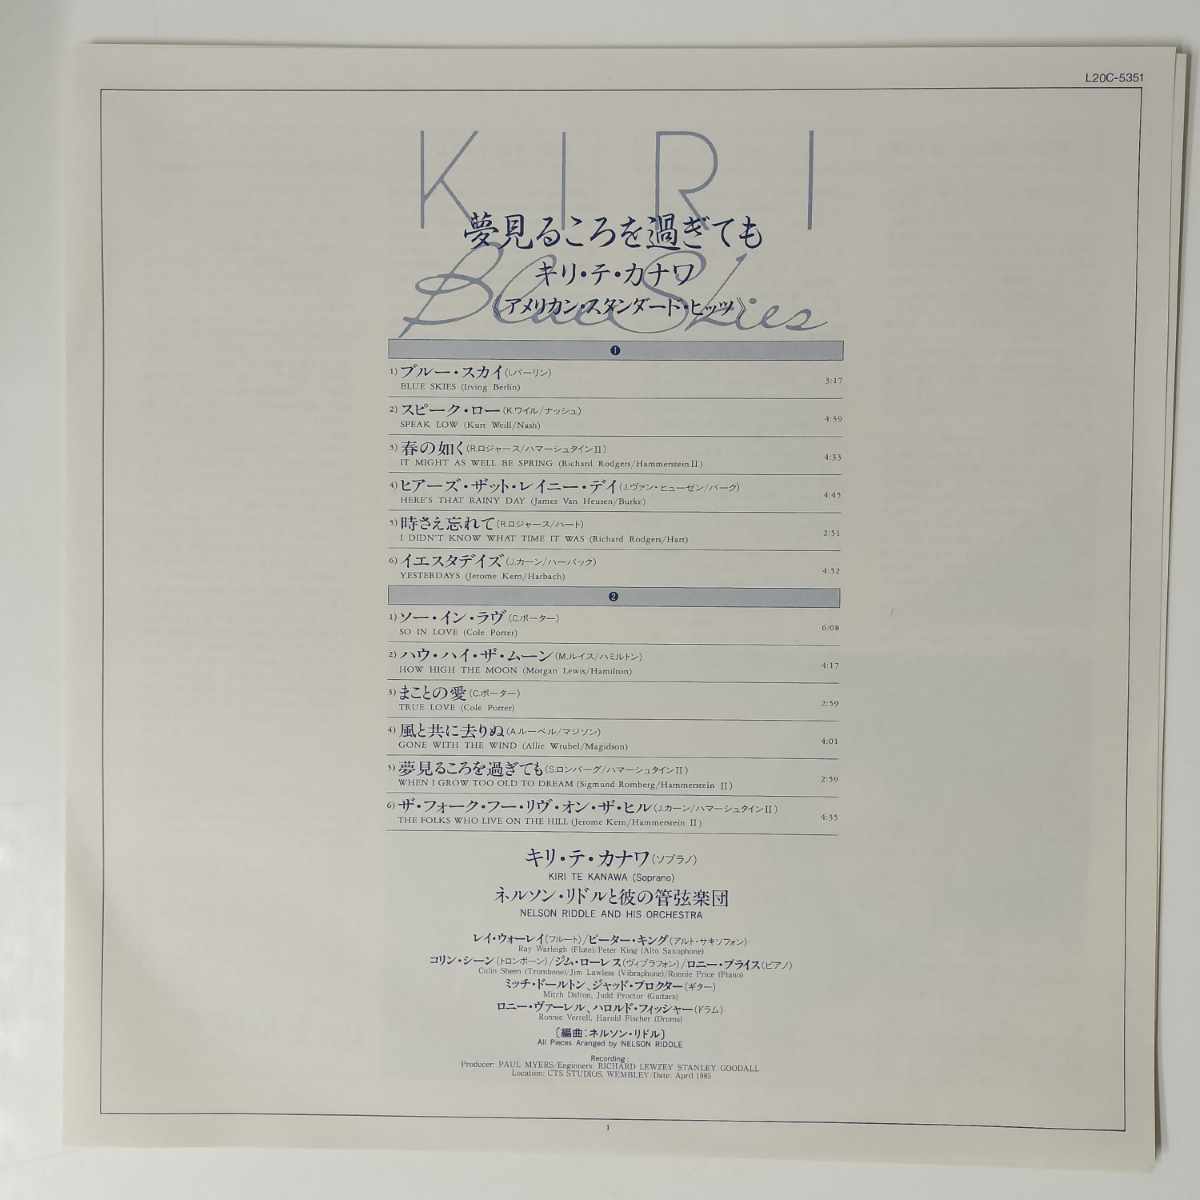 L20C-5351
KIRI
夢見るころを過ぎても
キリ・テ・カナワ
Blue Skies
《アメリカン・スタンダード・ヒッツ》
❶
1) ブルー・スカイ(I.バーリン)
BLUE SKIES (Irving Berlin) 3:17
2) スピーク・ロー(K.ワイル/ナッシュ)
SPEAK LOW (Kurt Weill/Nash) 4:59
3) 春の如く(R.ロジャース/ハマーシュタインII)
IT MIGHT AS WELL BE SPRING (Richard Rodgers/Hammerstein II) 4:33
4) ヒアーズ・ザット・レイニー・デイ(J.ヴァン・ヒューゼン/バーク)
HERE'S THAT RAINY DAY (James Van Heusen/Burke) 4:45
5) 時さえ忘れて(R.ロジャース/ハート)
I DIDN'T KNOW WHAT TIME IT WAS (Richard Rodgers/Hart) 2:51
6) イエスタデイズ(J.カーン/ハーバック)
YESTERDAYS (Jerome Kern/Harbach) 4:52
❷
1) ソー・イン・ラヴ(C.ポーター)
SO IN LOVE (Cole Porter) 6:08
2) ハウ・ハイ・ザ・ムーン(M.ルイス/ハミルトン)
HOW HIGH THE MOON (Morgan Lewis/Hamilton) 4:17
3) まことの愛(C.ポーター)
TRUE LOVE (Cole Porter) 2:59
4) 風と共に去りぬ(A.ルーベル/マジソン)
GONE WITH THE WIND (Allie Wrubel/Magidson) 4:01
5) 夢見るころを過ぎても(S.ロンバーグ/ハマーシュタインII)
WHEN I GROW TOO OLD TO DREAM (Sigmund Romberg/Hammerstein II) 2:59
6) ザ・フォーク・フー・リヴ・オン・ザ・ヒル(J.カーン/ハマーシュタインII)
THE FOLKS WHO LIVE ON THE HILL (Jerome Kern/Hammerstein II) 4:35
キリ・テ・カナワ(ソプラノ)
KIRI TE KANAWA (Soprano)
ネルソン・リドルと彼の管弦楽団
NELSON RIDDLE AND HIS ORCHESTRA
レイ・ウォーレイ(フルート)/ピーター・キング(アルト・サキソフォン)
Ray Warleigh (Flute)/Peter King (Alto Saxophone)
コリン・シーン(トロンボーン)/ジム・ローレス(ヴィブラフォン)/ロニー・プライス(ピアノ)
Colin Sheen (Trombone)/Jim Lawless (Vibraphone)/Ronnie Price (Piano)
ミッチ・ドールトン、ジャッド・プロクター(ギター)
Mitch Dalton, Judd Proctor (Guitars)
ロニー・ヴァーレル、ハロルド・フィッシャー(ドラム)
Ronnie Verrell, Harold Fischer (Drums)
〔編曲:ネルソン・リドル〕
All Pieces Aranged by NELSON RIDDLE
Recording:
Producer: PAUL MYERS/Engioners: RICHARD LEWZEY STANLEY GOODALL
Location: CTS STUDIOS, WEMBLEY/Date: April 1985
1